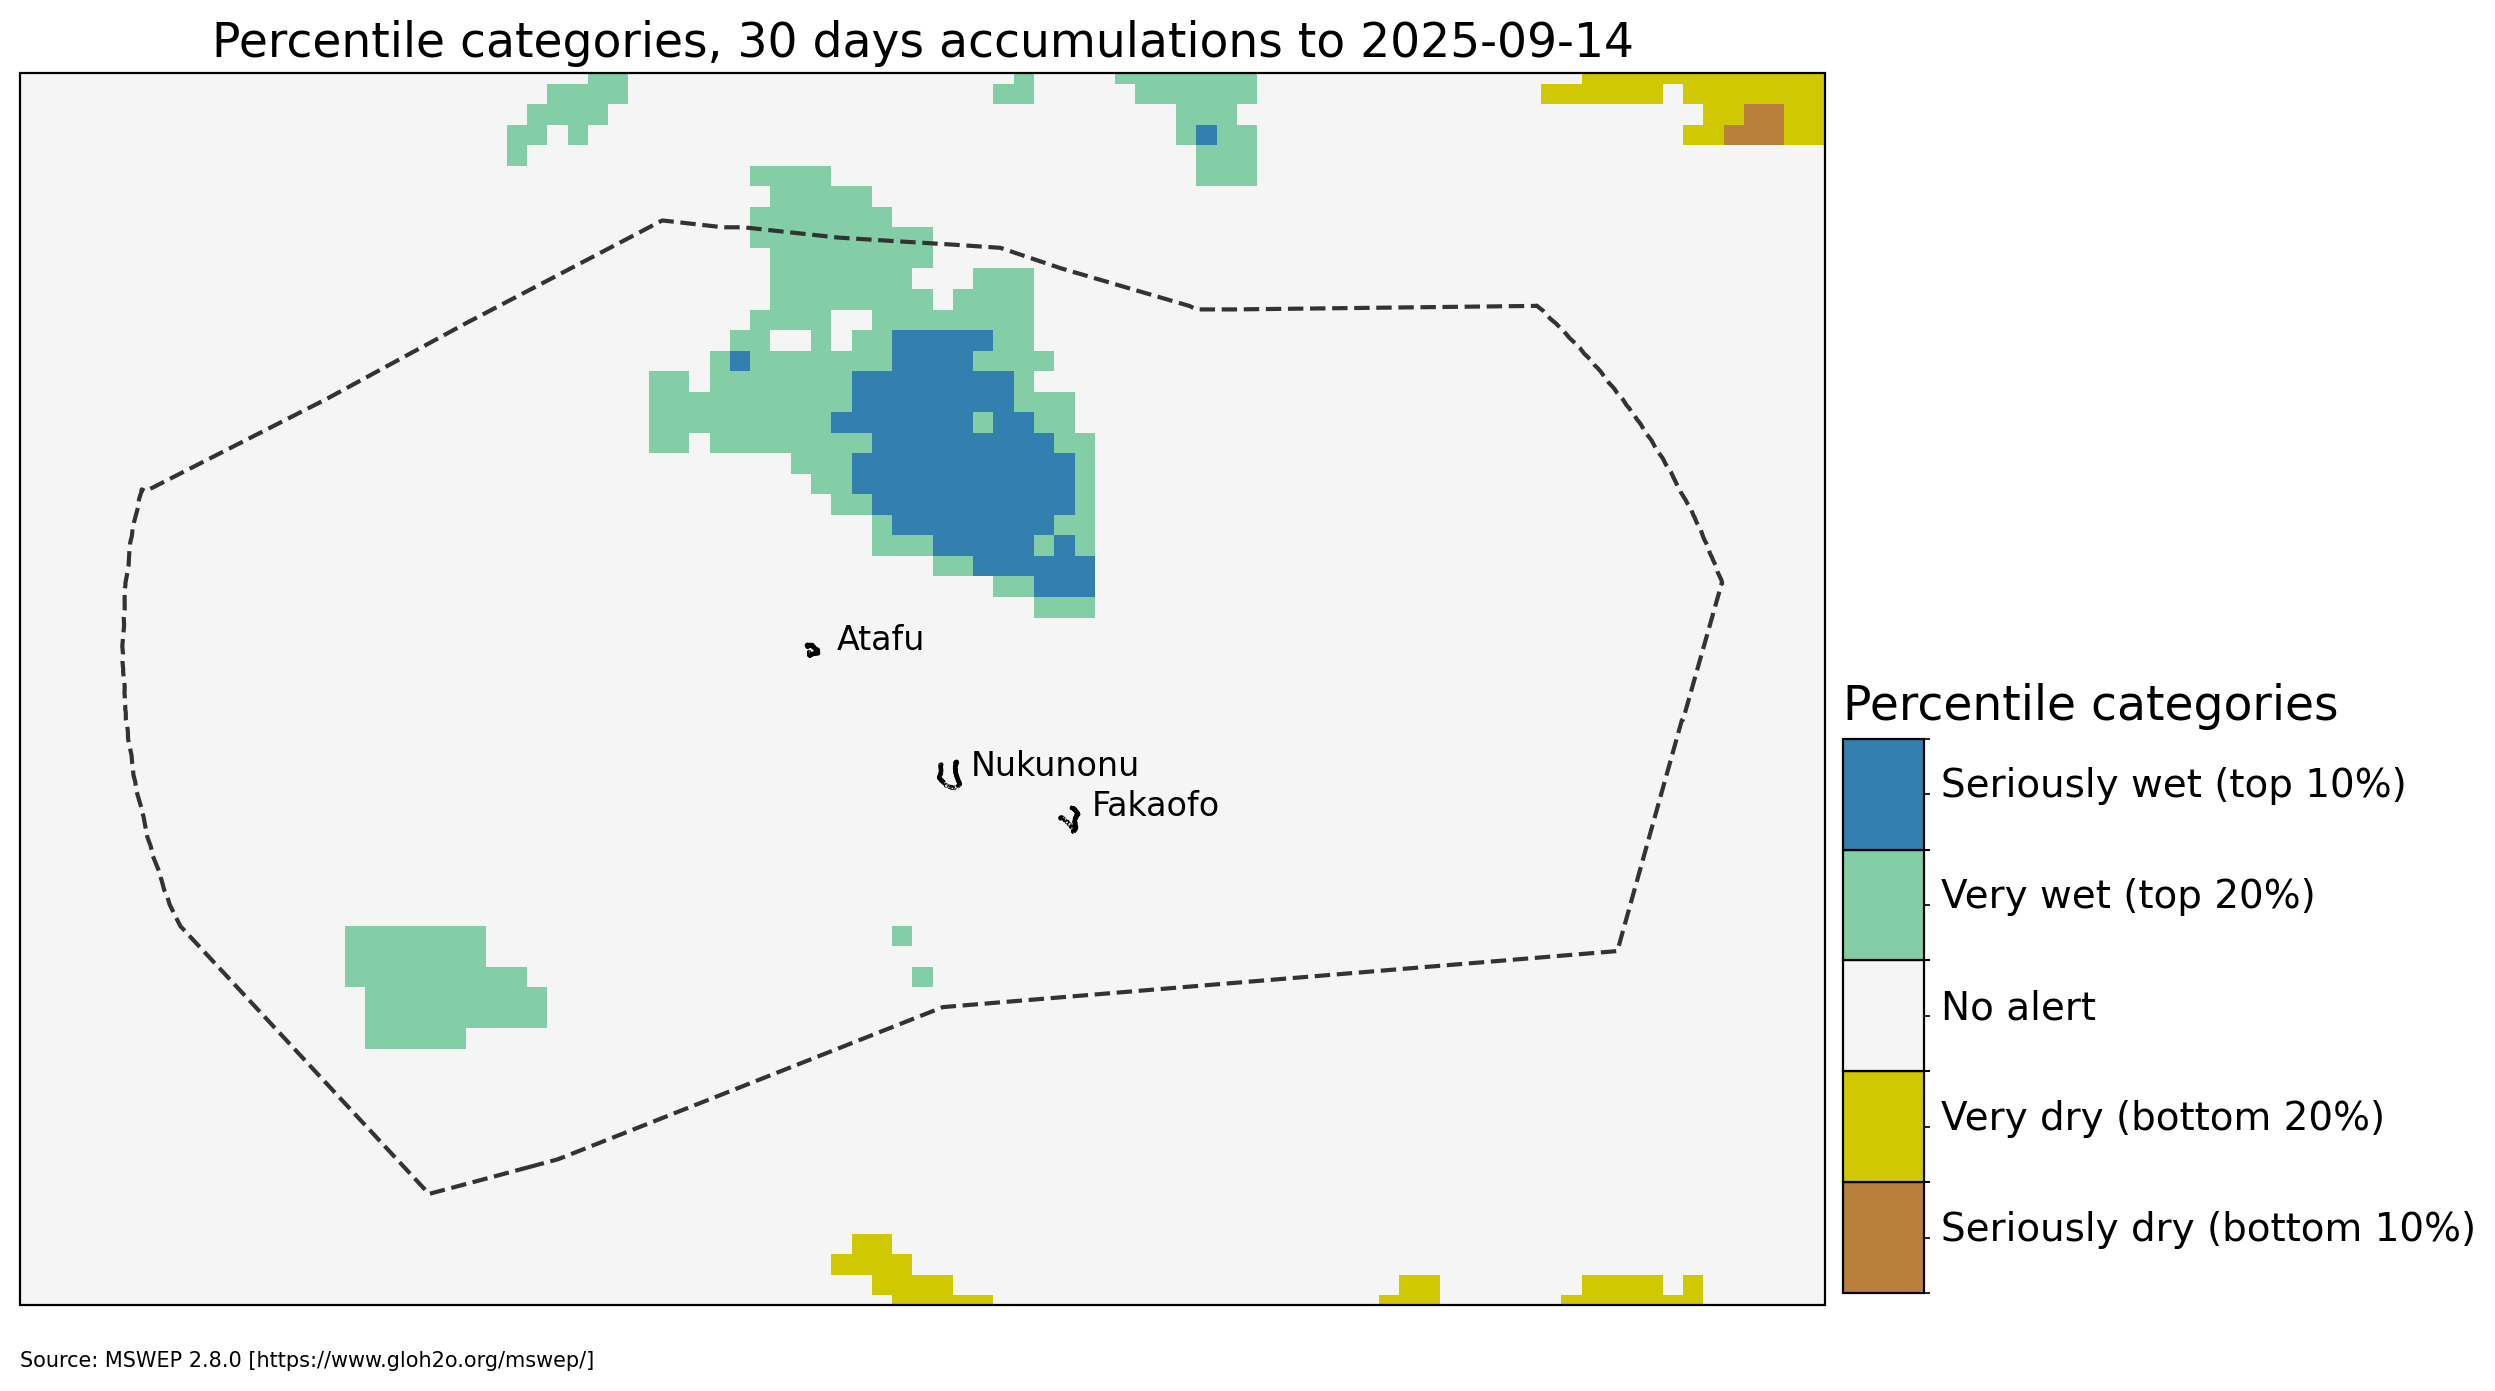 Percentile categories, 30 days accumulations to 2025-09-14
Atafu
Nukunonu
Fakaofo
Percentile categories
Seriously wet (top 10%)
Very wet (top 20%)
No alert
Very dry (bottom 20%)
Seriously dry (bottom 10%)
Source: MSWEP 2.8.0 [https://www.gloh2o.org/mswep/]